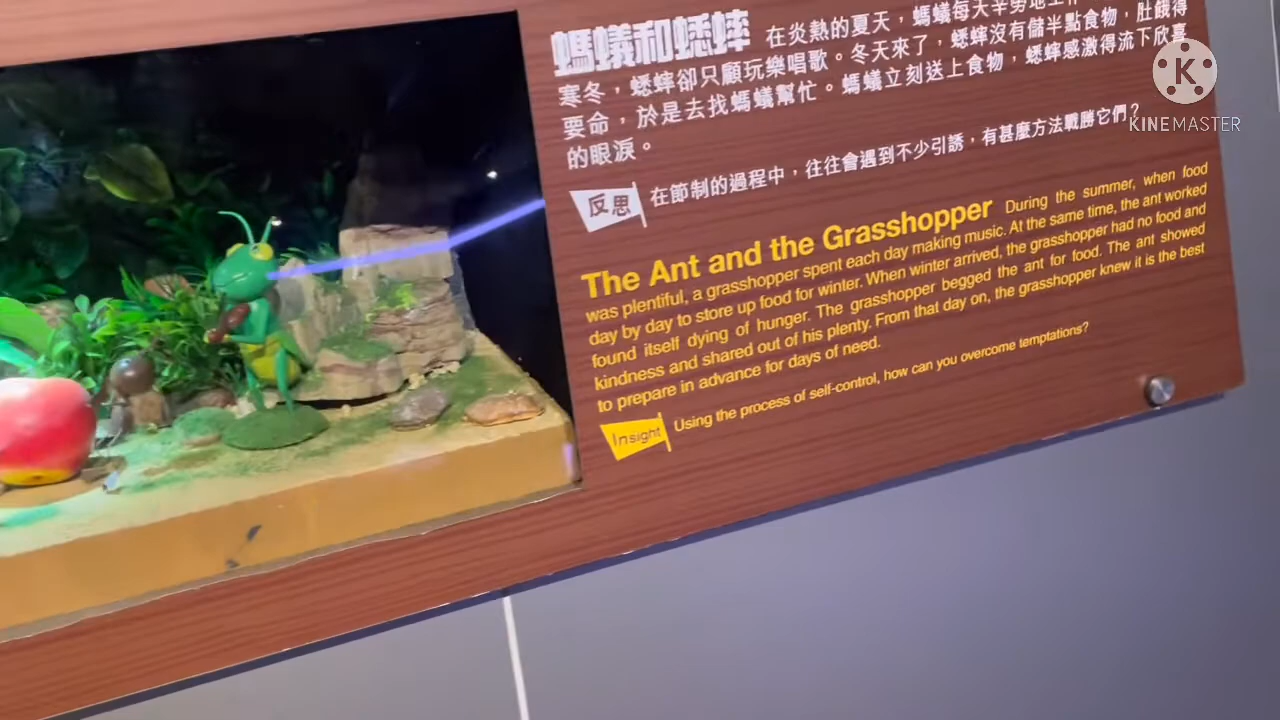 螞蟻和蟋蟀 在炎熱的夏天，螞蟻每天辛勞地工作
寒冬，蟋蟀卻只顧玩樂唱歌。冬天來了，蟋蟀沒有儲半點食物，肚餓得
要命，於是去找螞蟻幫忙。螞蟻立刻送上食物，蟋蟀感激得流下欣喜
的眼淚。
反思 在節制的過程中，往往會遇到不少引誘，有甚麼方法戰勝它們？
The Ant and the Grasshopper During the summer, when food
was plentiful, a grasshopper spent each day making music. At the same time, the ant worked
day by day to store up food for winter. When winter arrived, the grasshopper had no food and
found itself dying of hunger. The grasshopper begged the ant for food. The ant showed
kindness and shared out of his plenty. From that day on, the grasshopper knew it is the best
to prepare in advance for days of need.
Insight Using the process of self-control, how can you overcome temptations?
K
KINEMASTER